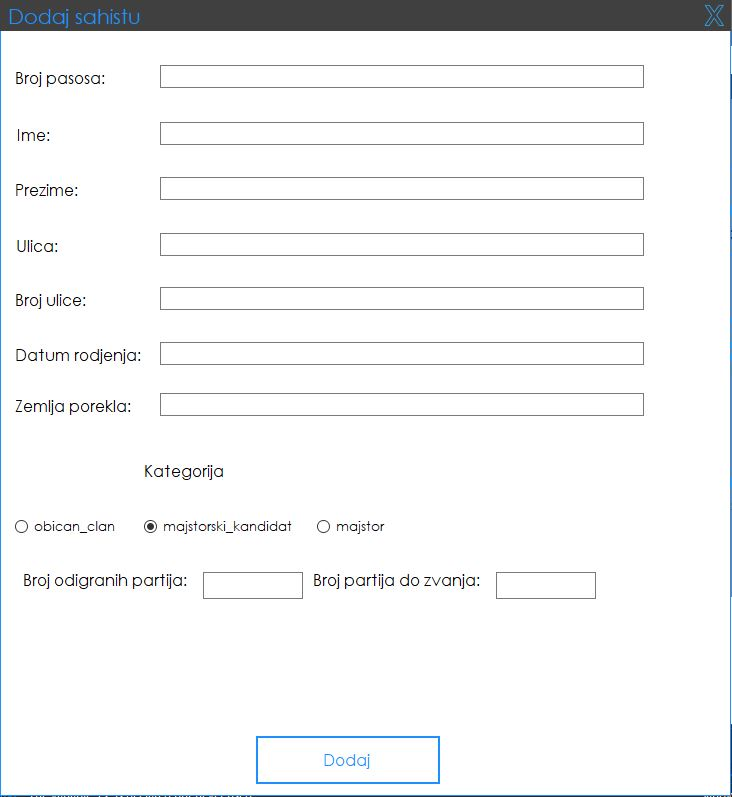 Dodaj sahistu X
Broj pasosa:
Ime:
Prezime:
Ulica:
Broj ulice:
Datum rodjenja:
Zemlja porekla:
Kategorija
obican_clan majstorski_kandidat majstor
Broj odigranih partija: Broj partija do zvanja:
Dodaj